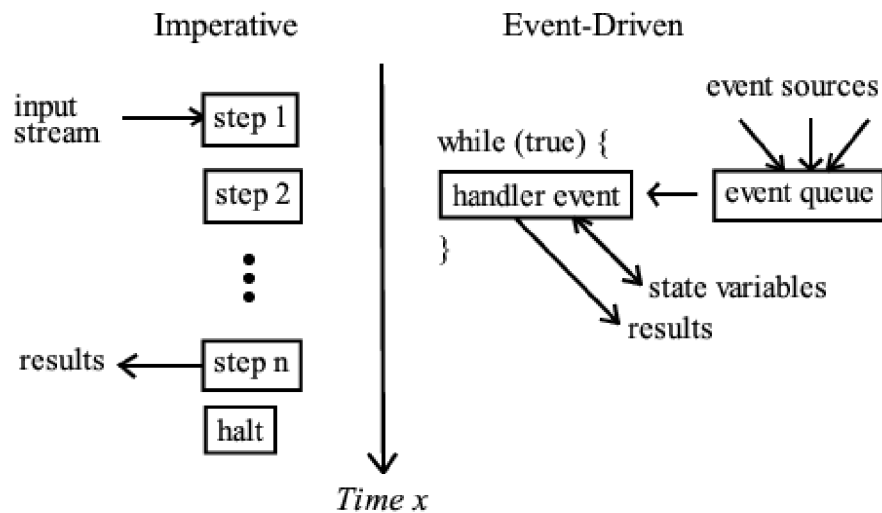 Imperative
input
stream
step 1
step 2
step n
results
halt
Time x
Event-Driven
event sources
while (true) {
handler event
event queue
}
state variables
results